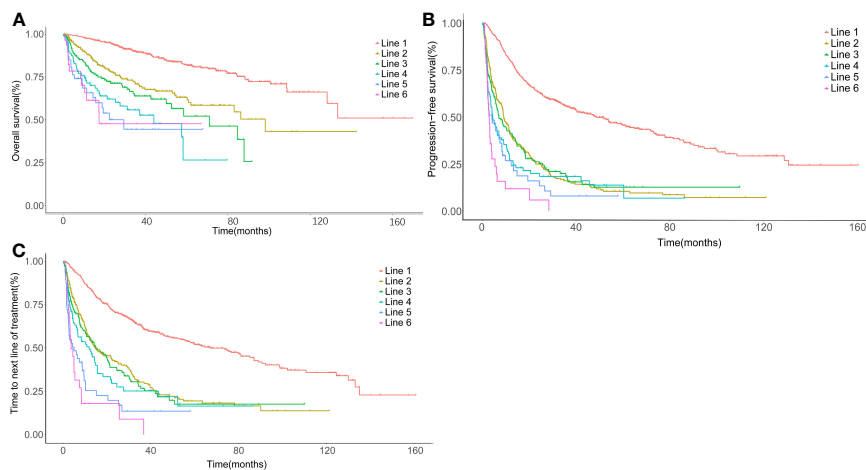 A
Overall survival(%)
1.00
0.75
0.50
0.25
0.00
0
40
80
120
160
Time(months)
Line 1
Line 2
Line 3
Line 4
Line 5
Line 6
B
Progression-free survival(%)
1.00
0.75
0.50
0.25
0.00
0
40
80
120
160
Time(months)
Line 1
Line 2
Line 3
Line 4
Line 5
Line 6
C
Time to next line of treatment(%)
1.00
0.75
0.50
0.25
0.00
0
40
80
120
160
Time(months)
Line 1
Line 2
Line 3
Line 4
Line 5
Line 6